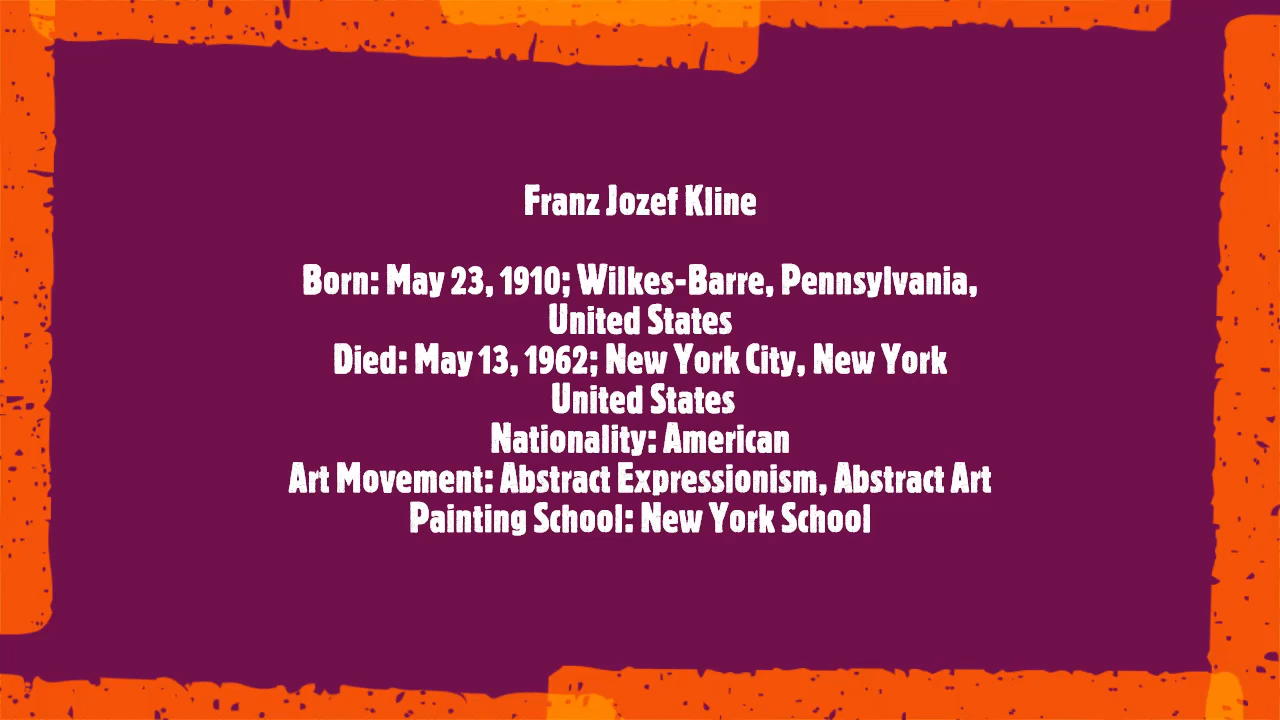 Franz Jozef Kline
Born: May 23, 1910; Wilkes-Barre, Pennsylvania,
United States
Died: May 13, 1962; New York City, New York
United States
Nationality: American
Art Movement: Abstract Expressionism, Abstract Art
Painting School: New York School